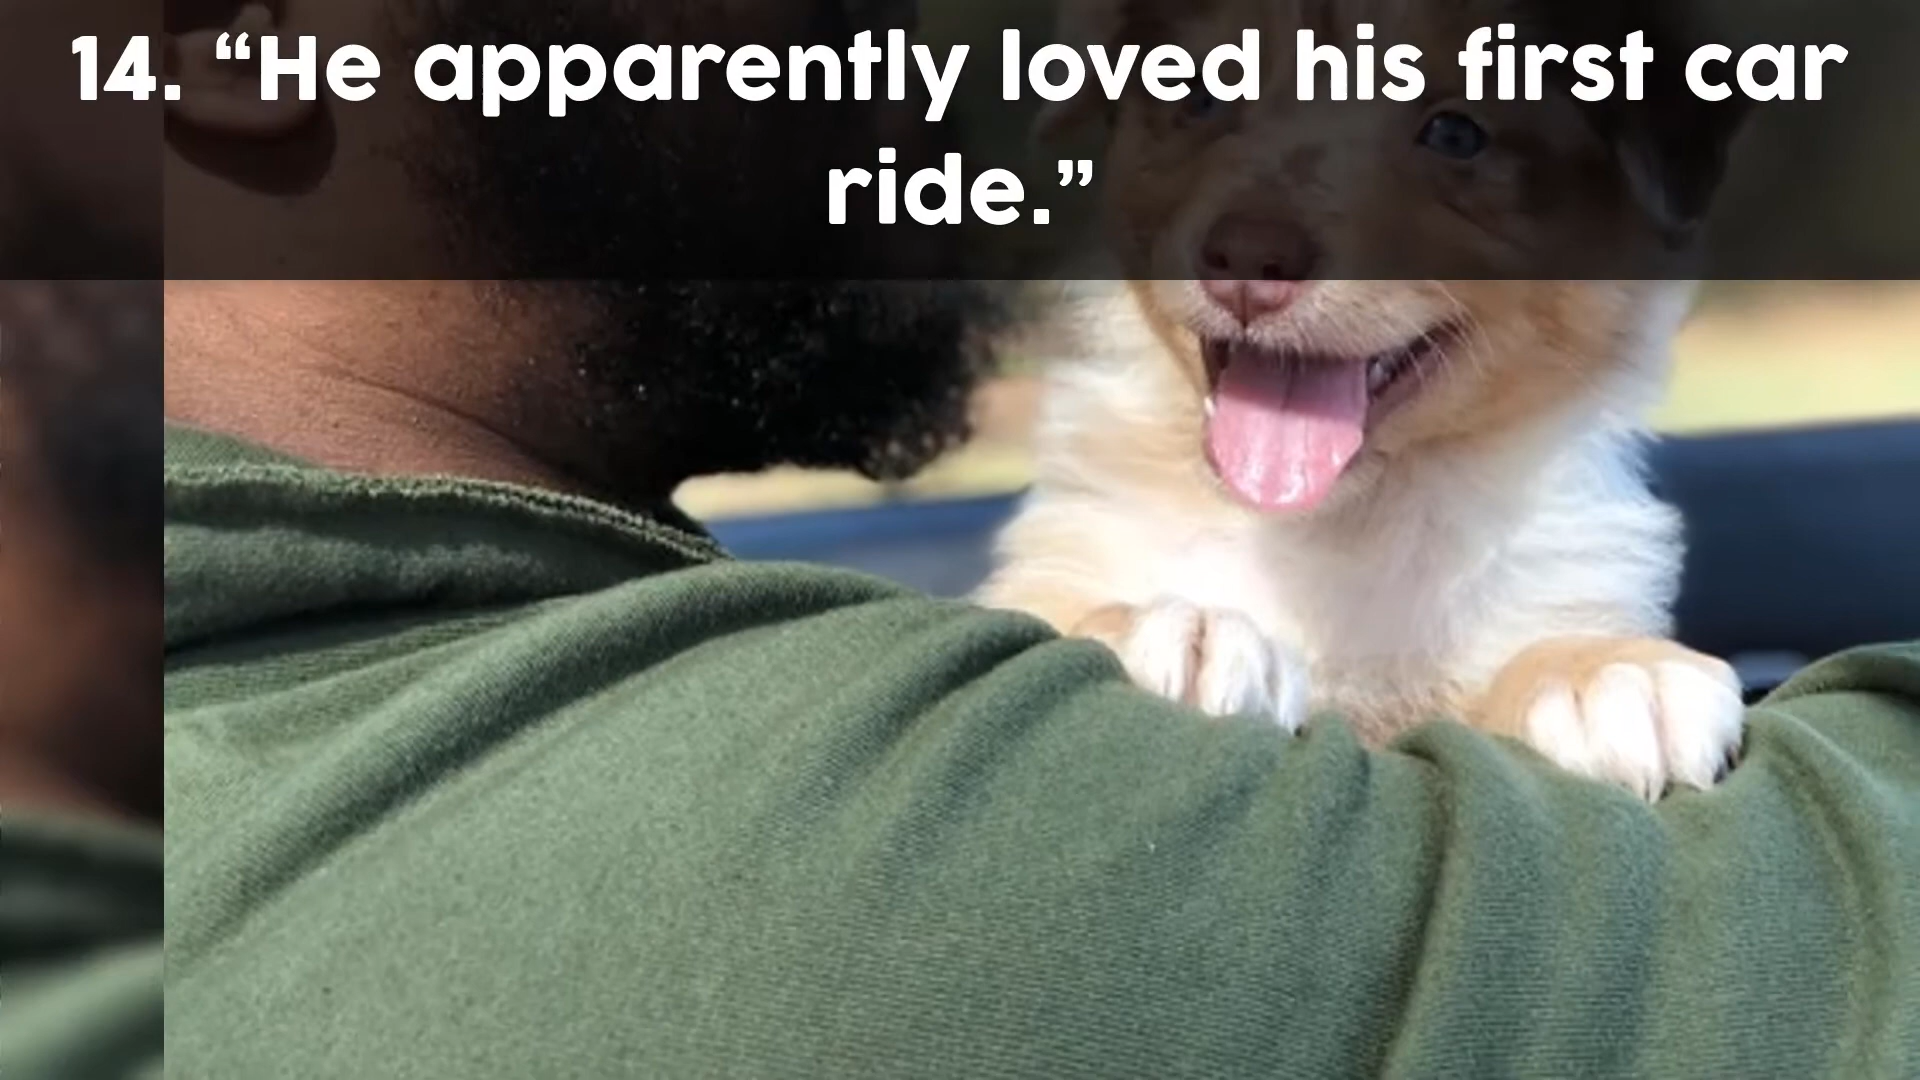 14. “He apparently loved his first car
ride.”